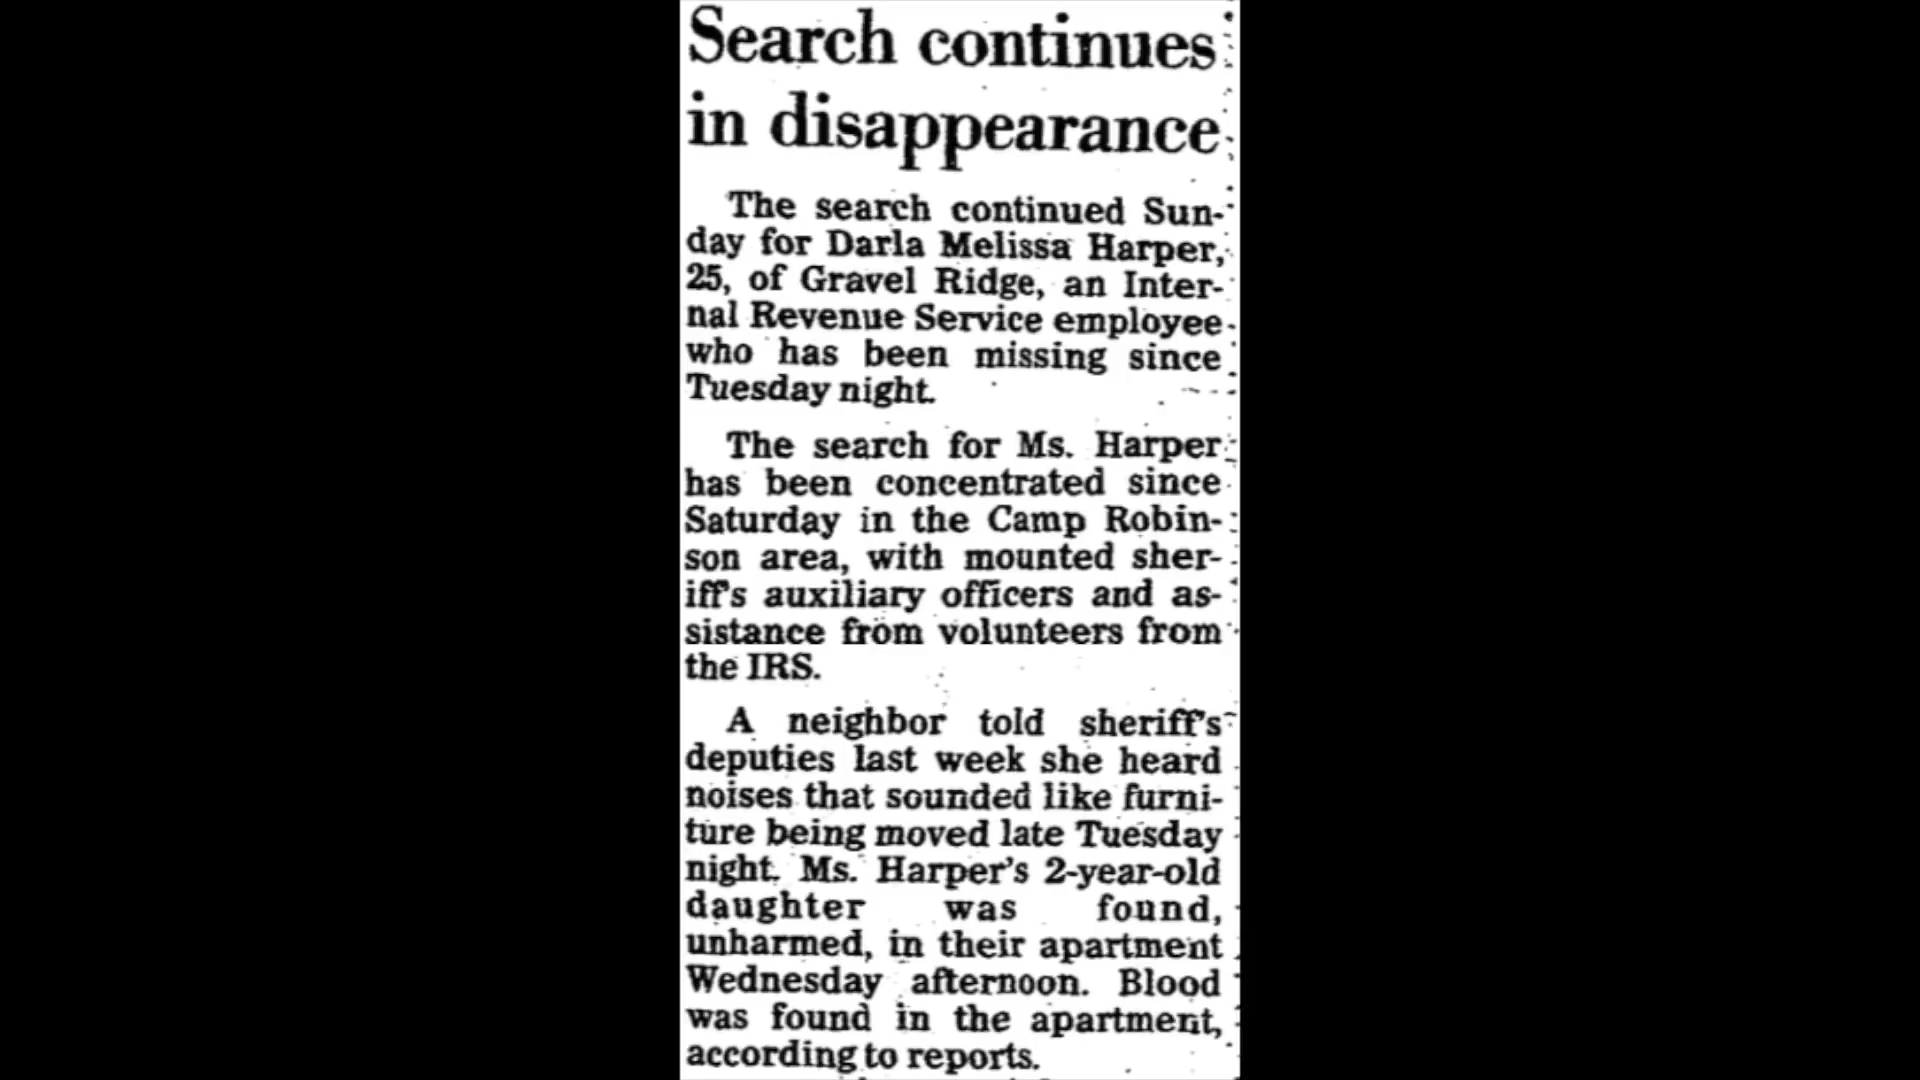 Search continues
in disappearance
The search continued Sun-
day for Darla Melissa Harper,
25, of Gravel Ridge, an Inter-
nal Revenue Service employee
who has been missing since
Tuesday night.
The search for Ms. Harper
has been concentrated since
Saturday in the Camp Robin-
son area, with mounted sher-
iff's auxiliary officers and as-
sistance from volunteers from
the IRS.
A neighbor told sheriff's
deputies last week she heard
noises that sounded like furni-
ture being moved late Tuesday
night. Ms. Harper's 2-year-old
daughter was found,
unharmed, in their apartment
Wednesday afternoon. Blood
was found in the apartment,
according to reports.